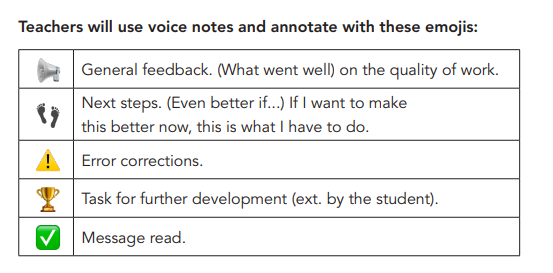 Teachers will use voice notes and annotate with these emojis:
General feedback. (What went well) on the quality of work.
Next steps. (Even better if...) If I want to make
this better now, this is what I have to do.
Error corrections.
Task for further development (ext. by the student).
Message read.